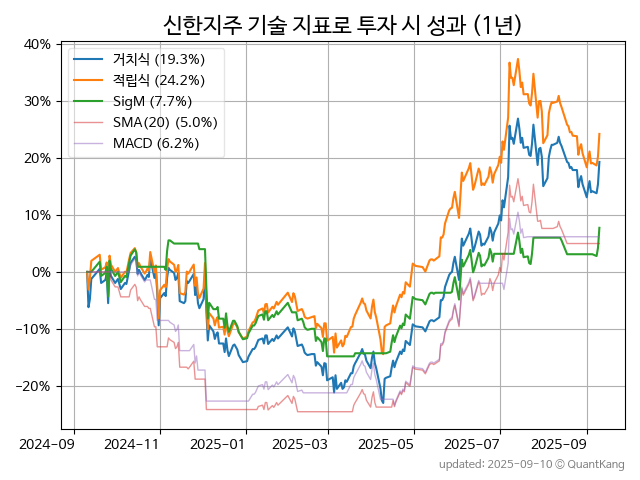 신한지주 기술 지표로 투자 시 성과 (1년)
거치식 (19.3%)
적립식 (24.2%)
SigM (7.7%)
SMA(20) (5.0%)
MACD (6.2%)
40%
30%
20%
10%
0%
−10%
−20%
2024-09 2024-11 2025-01 2025-03 2025-05 2025-07 2025-09
updated: 2025-09-10 © QuantKang